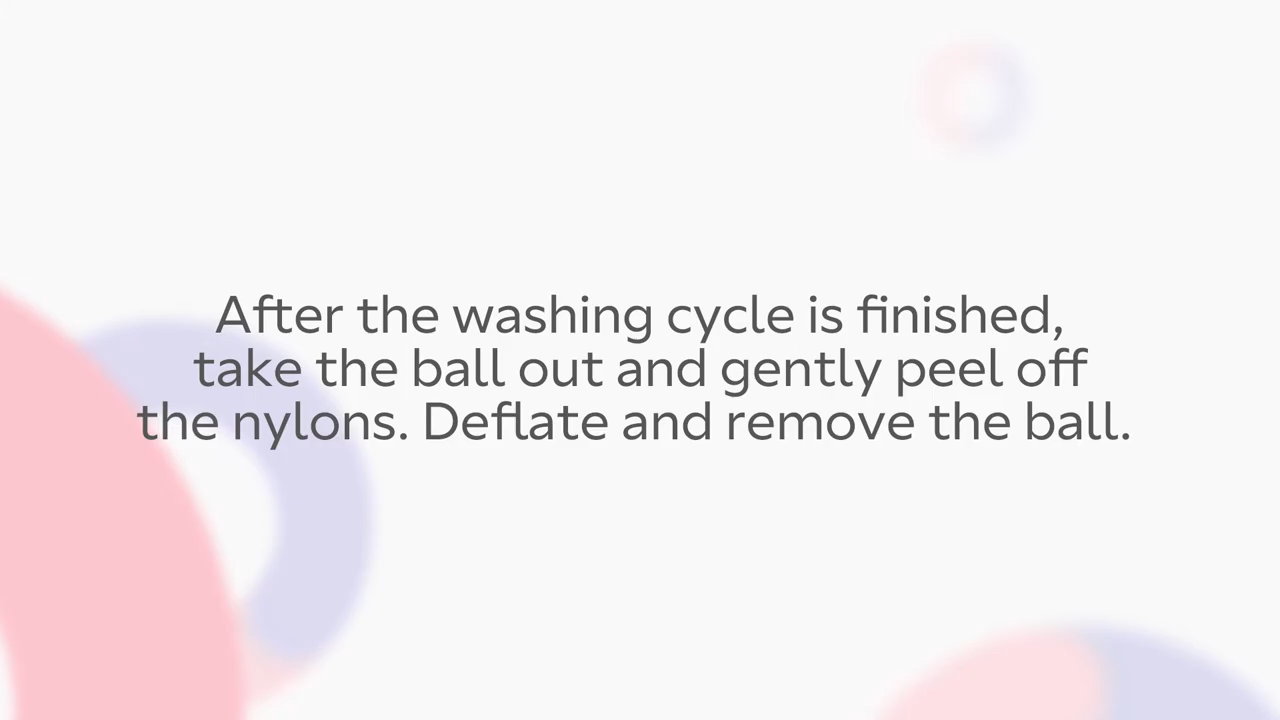 After the washing cycle is finished,
take the ball out and gently peel off
the nylons. Deflate and remove the ball.